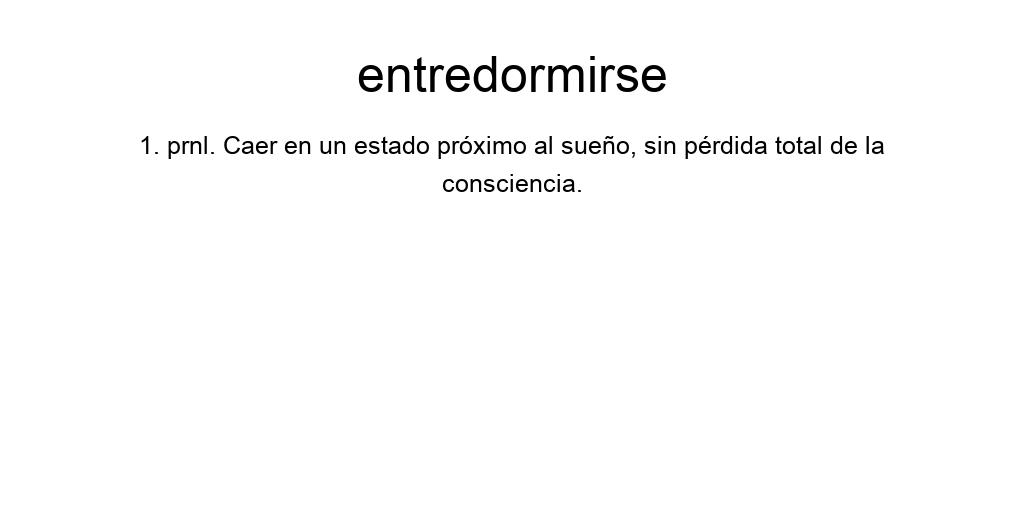 entredormirse
1. prnl. Caer en un estado próximo al sueño, sin pérdida total de la
consciencia.